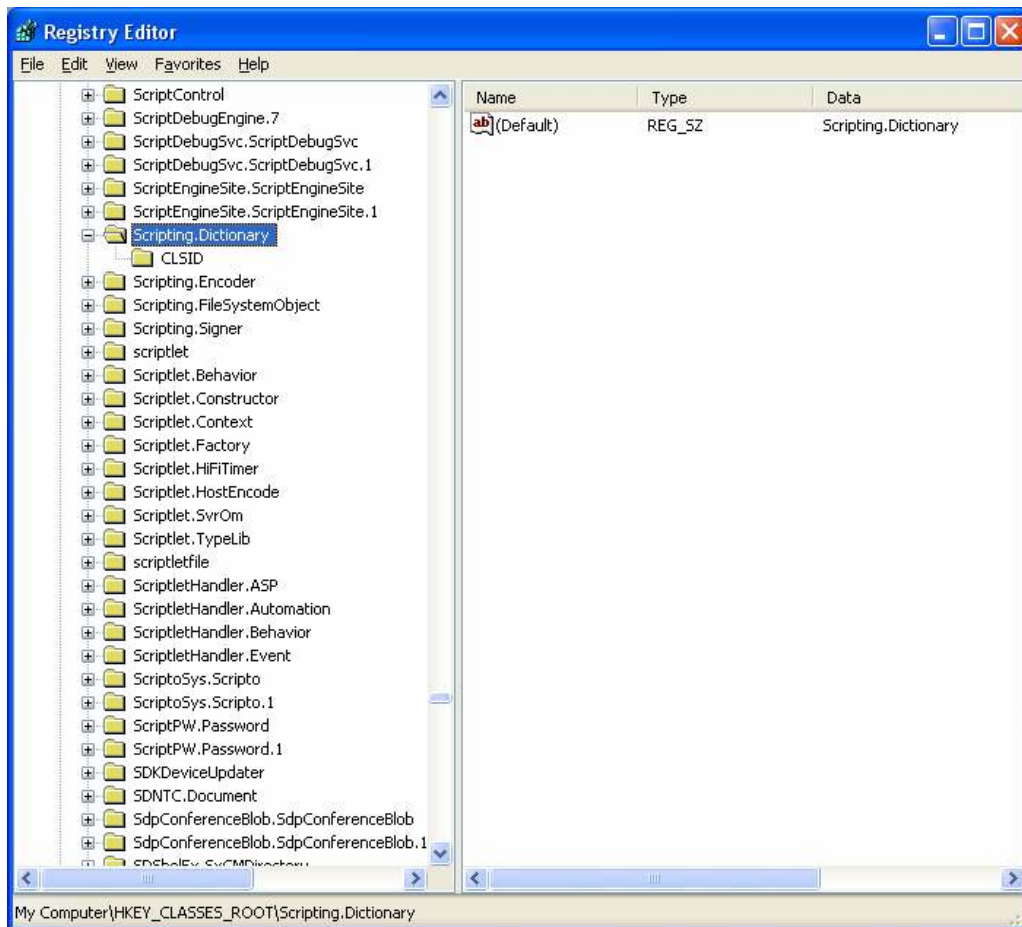 Registry Editor
File Edit View Favorites Help
ScriptControl
ScriptDebugEngine.7
ScriptDebugSvc.ScriptDebugSvc
ScriptDebugSvc.ScriptDebugSvc.1
ScriptEngineSite.ScriptEngineSite
ScriptEngineSite.ScriptEngineSite.1
Scripting.Dictionary
CLSID
Scripting.Encoder
Scripting.FileSystemObject
Scripting.Signer
scriptlet
Scriptlet.Behavior
Scriptlet.Constructor
Scriptlet.Context
Scriptlet.Factory
Scriptlet.HiFiTimer
Scriptlet.HostEncode
Scriptlet.SvrOm
Scriptlet.TypeLib
scriptletfile
ScriptletHandler.ASP
ScriptletHandler.Automation
ScriptletHandler.Behavior
ScriptletHandler.Event
ScriptoSys.Scripto
ScriptoSys.Scripto.1
ScriptPW.Password
ScriptPW.Password.1
SDKDeviceUpdater
SDNTC.Document
SdpConferenceBlob.SdpConferenceBlob
SdpConferenceBlob.SdpConferenceBlob.1
Name Type Data
ab (Default) REG_SZ Scripting.Dictionary
My Computer\HKEY_CLASSES_ROOT\Scripting.Dictionary